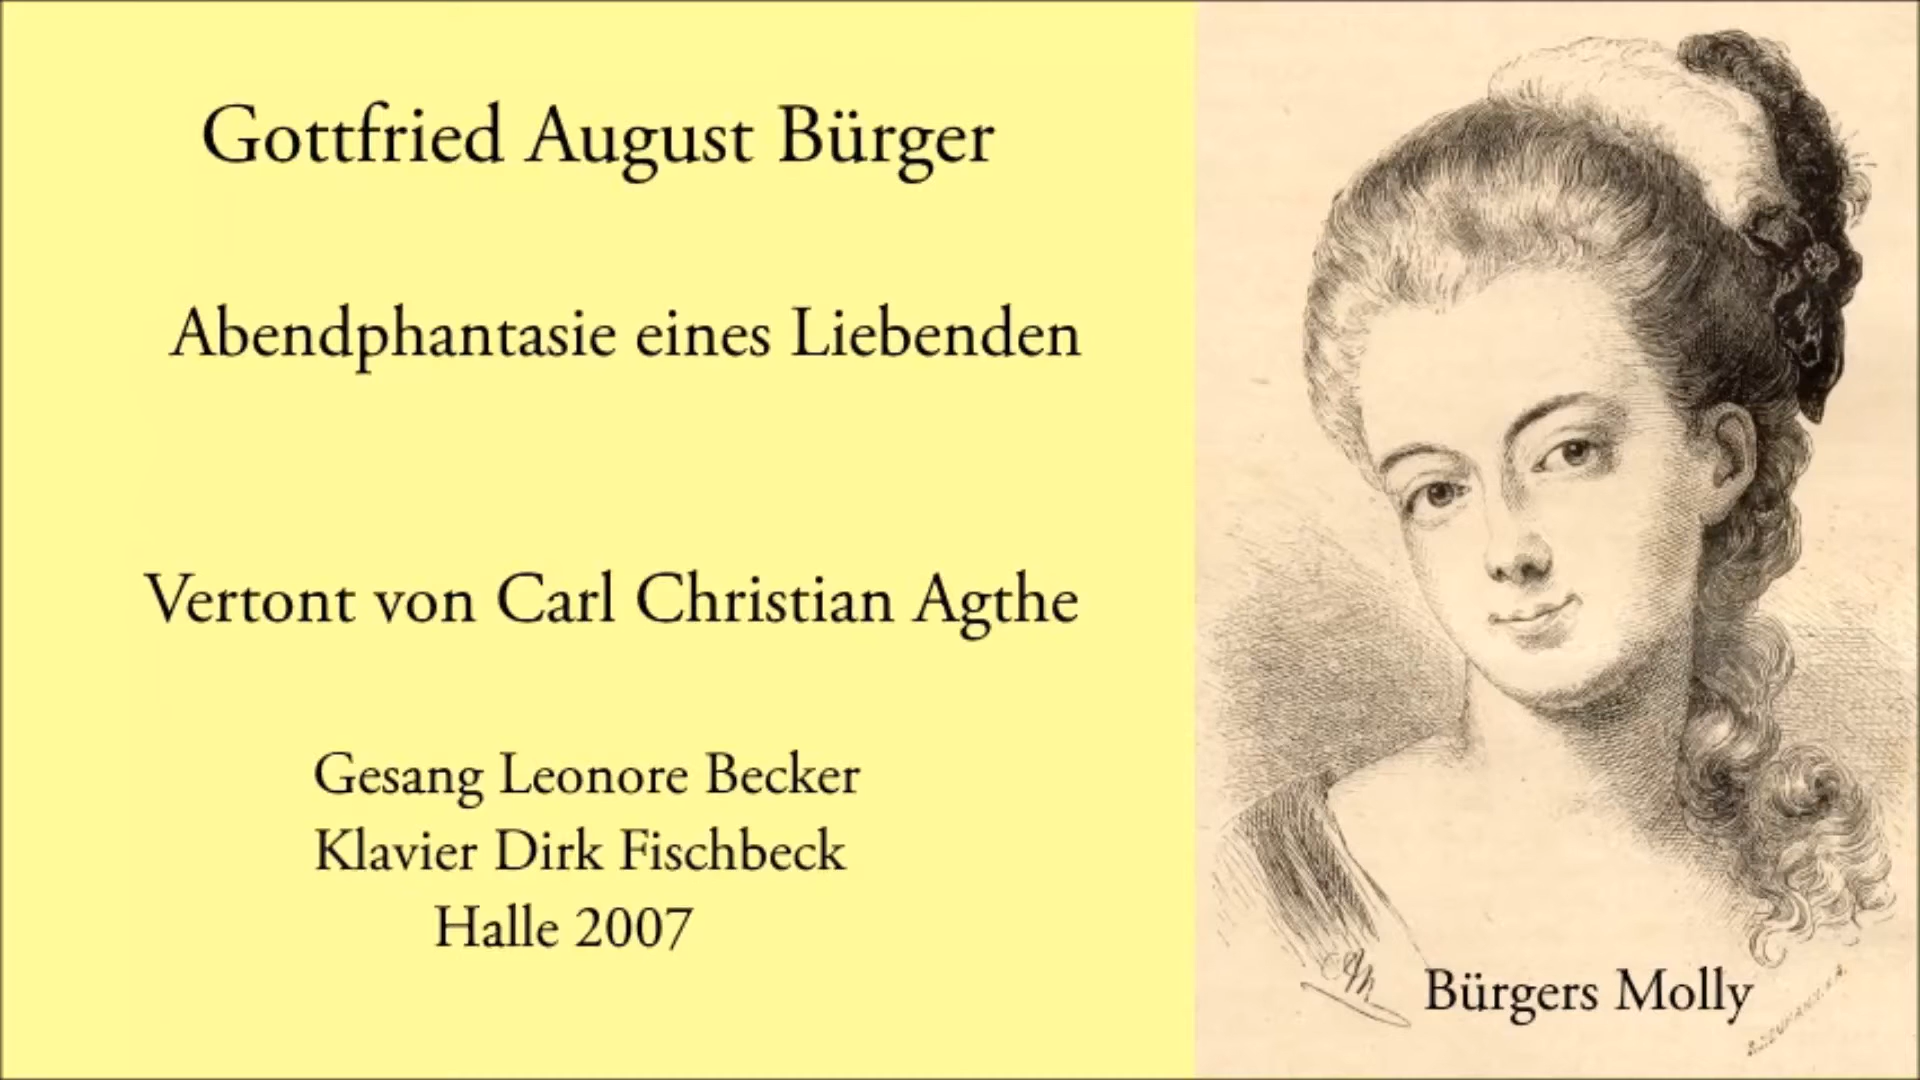 Gottfried August Bürger
Abendphantasie eines Liebenden
Vertont von Carl Christian Agthe
Gesang Leonore Becker
Klavier Dirk Fischbeck
Halle 2007
Bürgers Molly